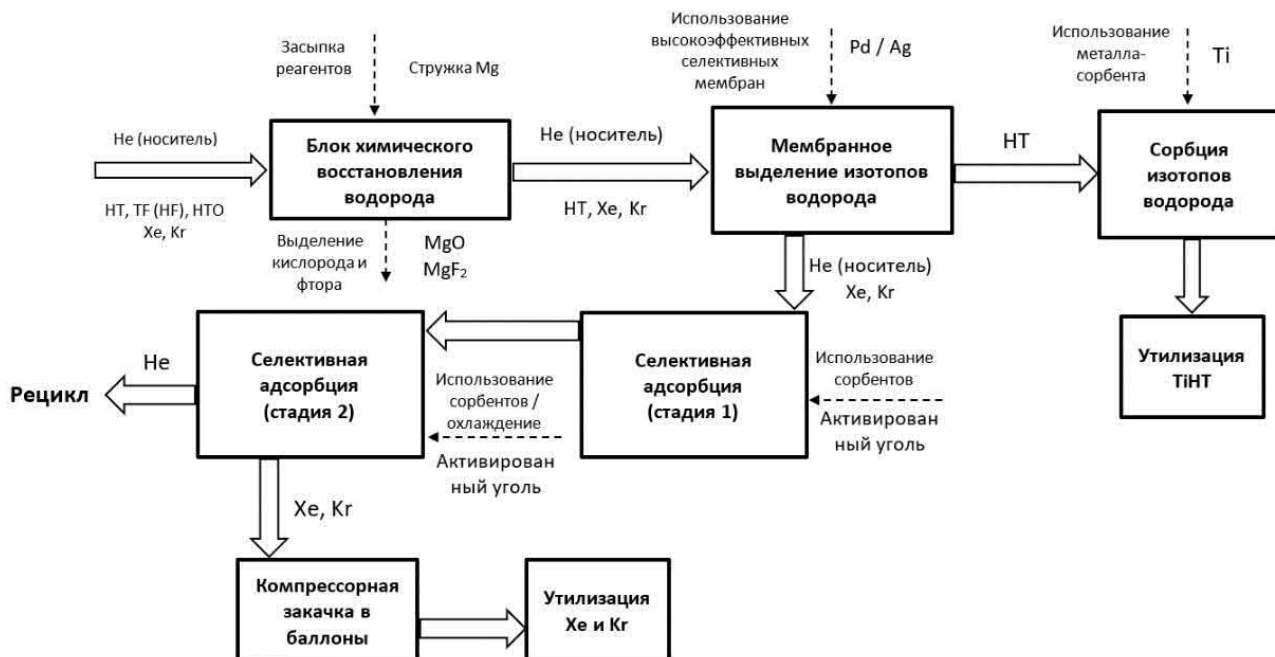 Засыпка
реагентов
Стружка Mg
Использование
высокоэффективных
селективных
мембран
Pd / Ag
Использование
металла-
сорбента
Ti
He (носитель)
HT, TF (HF), HTO
Xe, Kr
Блок химического
восстановления
водорода
He (носитель)
HT, Xe, Kr
Мембранное
выделение изотопов
водорода
HT
Сорбция
изотопов
водорода
Выделение
кислорода и
фтора
MgO
MgF₂
He (носитель)
Xe, Kr
Рецикл
He
Селективная
адсорбция
(стадия 2)
Использование
сорбентов /
охлаждение
Активирован
ный уголь
Селективная
адсорбция
(стадия 1)
Использование
сорбентов
Активирован
ный уголь
Утилизация
TiHT
Xe, Kr
Компрессорная
закачка в
баллоны
Утилизация
Xe и Kr